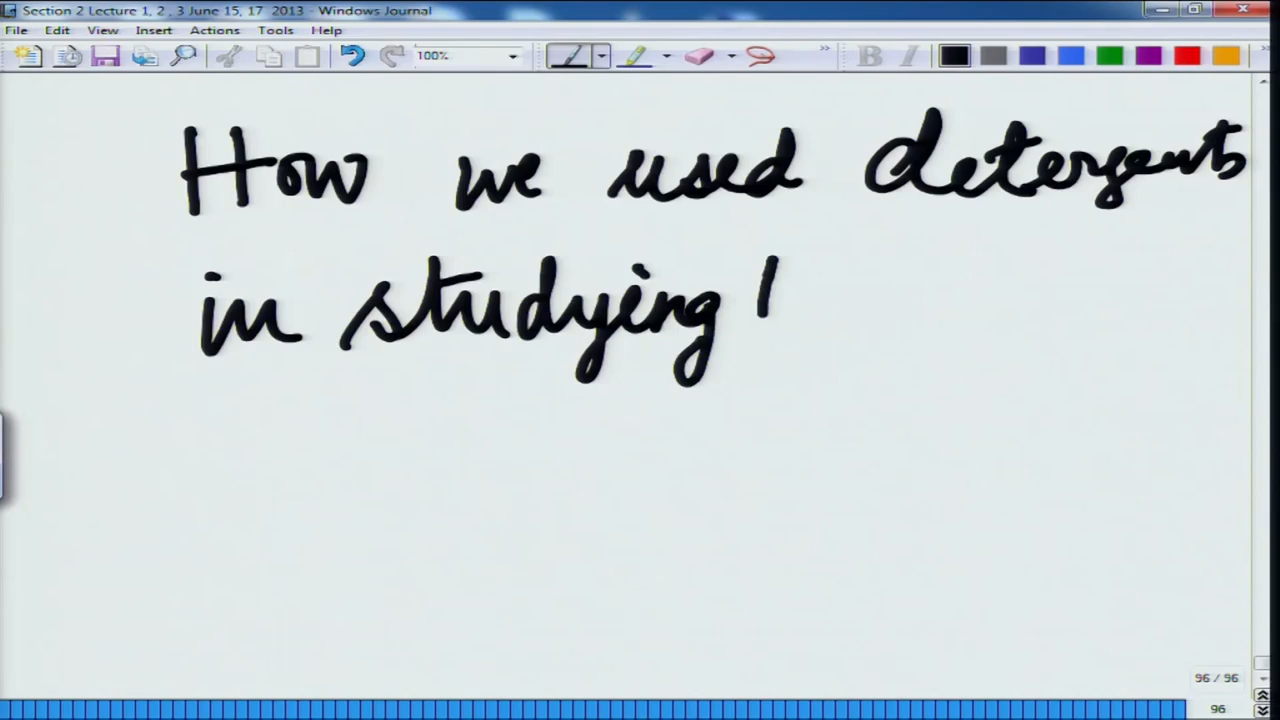 Section 2 Lecture 1, 2 , 3 June 15, 17 2013 - Windows Journal
File Edit View Insert Actions Tools Help
100% B I
How we used detergents
in studying
96 / 96
96